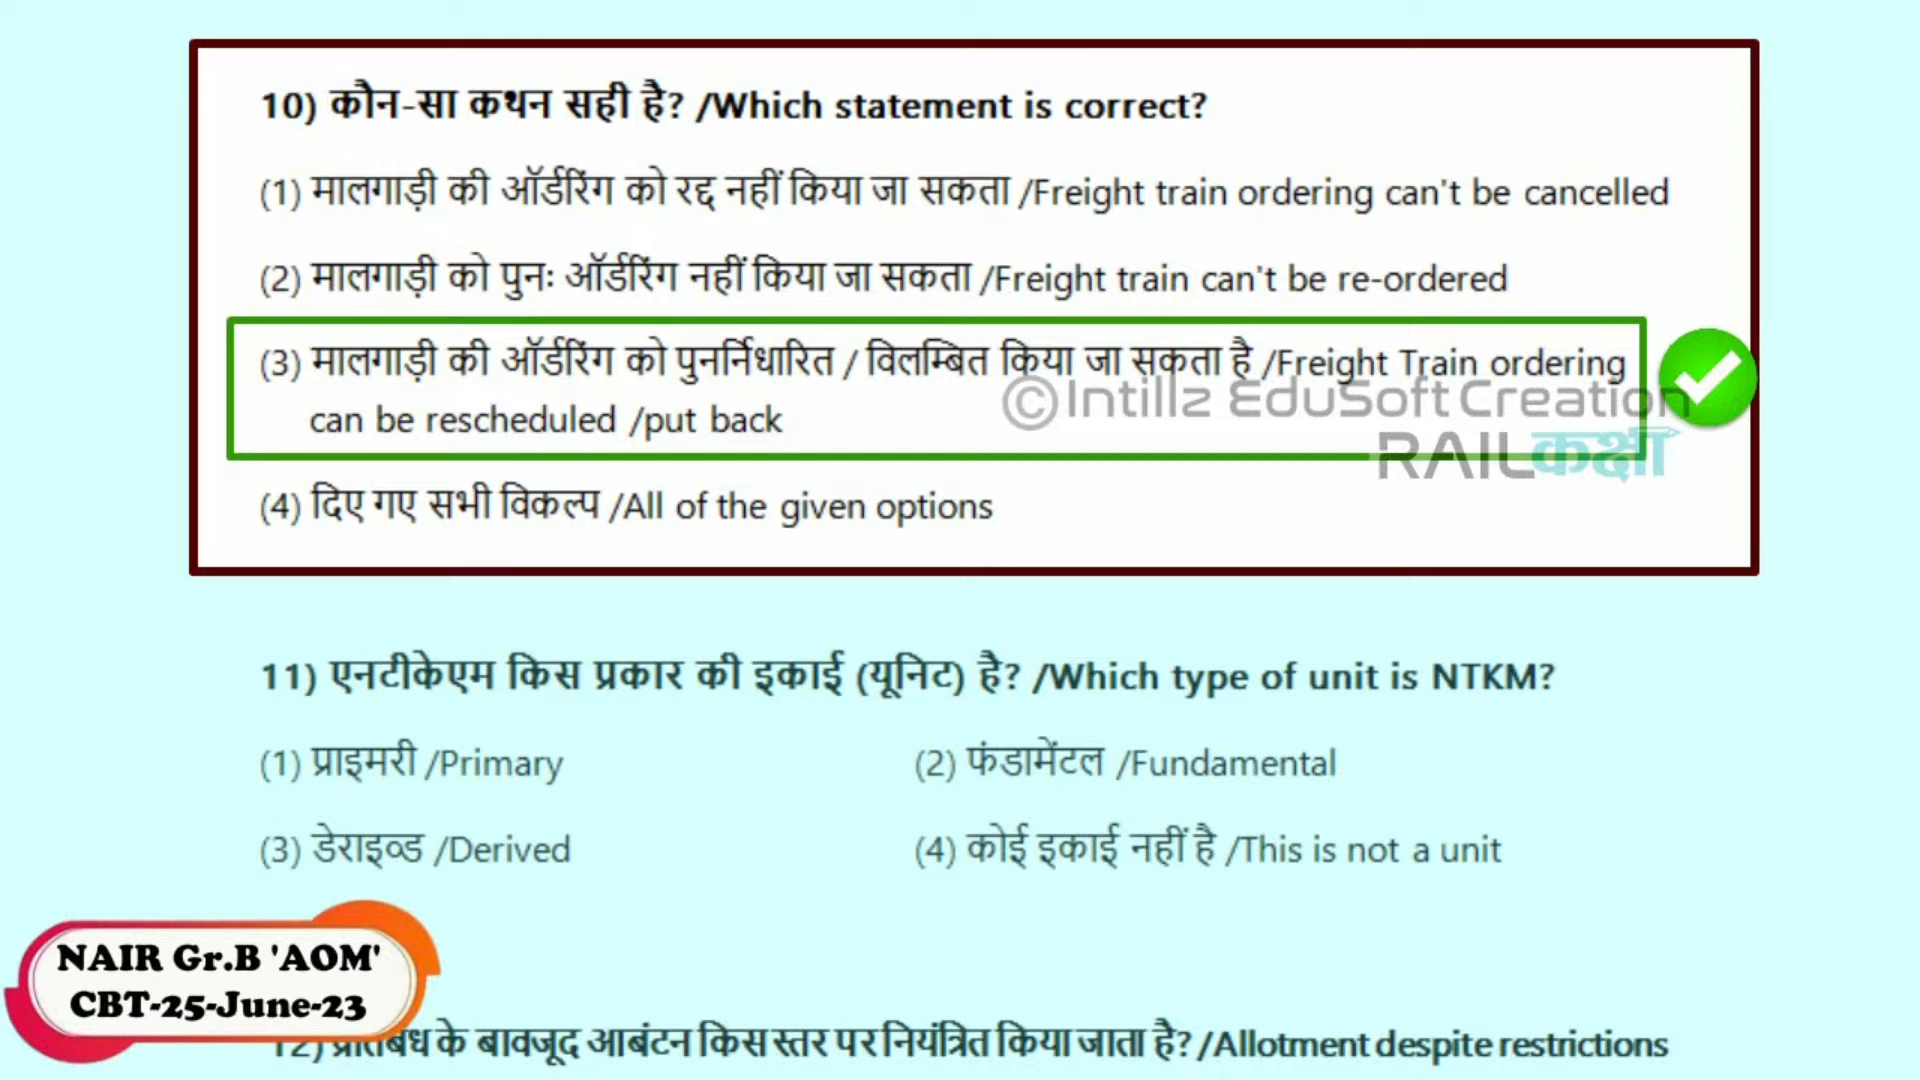 10) कौन-सा कथन सही है? /Which statement is correct?
(1) मालगाड़ी की ऑर्डरिंग को रद्द नहीं किया जा सकता /Freight train ordering can't be cancelled
(2) मालगाड़ी को पुनः ऑर्डरिंग नहीं किया जा सकता /Freight train can't be re-ordered
(3) मालगाड़ी की ऑर्डरिंग को पुनर्निधारित / विलम्बित किया जा सकता है /Freight Train ordering
can be rescheduled /put back
©Intillz EduSoft Creation
RAILकक्षा
(4) दिए गए सभी विकल्प /All of the given options
11) एनटीकेएम किस प्रकार की इकाई (यूनिट) है? /Which type of unit is NTKM?
(1) प्राइमरी /Primary (2) फंडामेंटल /Fundamental
(3) डेराइव्ड /Derived (4) कोई इकाई नहीं है /This is not a unit
NAIR Gr.B 'AOM'
CBT-25-June-23
12) प्रतिबंध के बावजूद आबंटन किस स्तर पर नियंत्रित किया जाता है? /Allotment despite restrictions